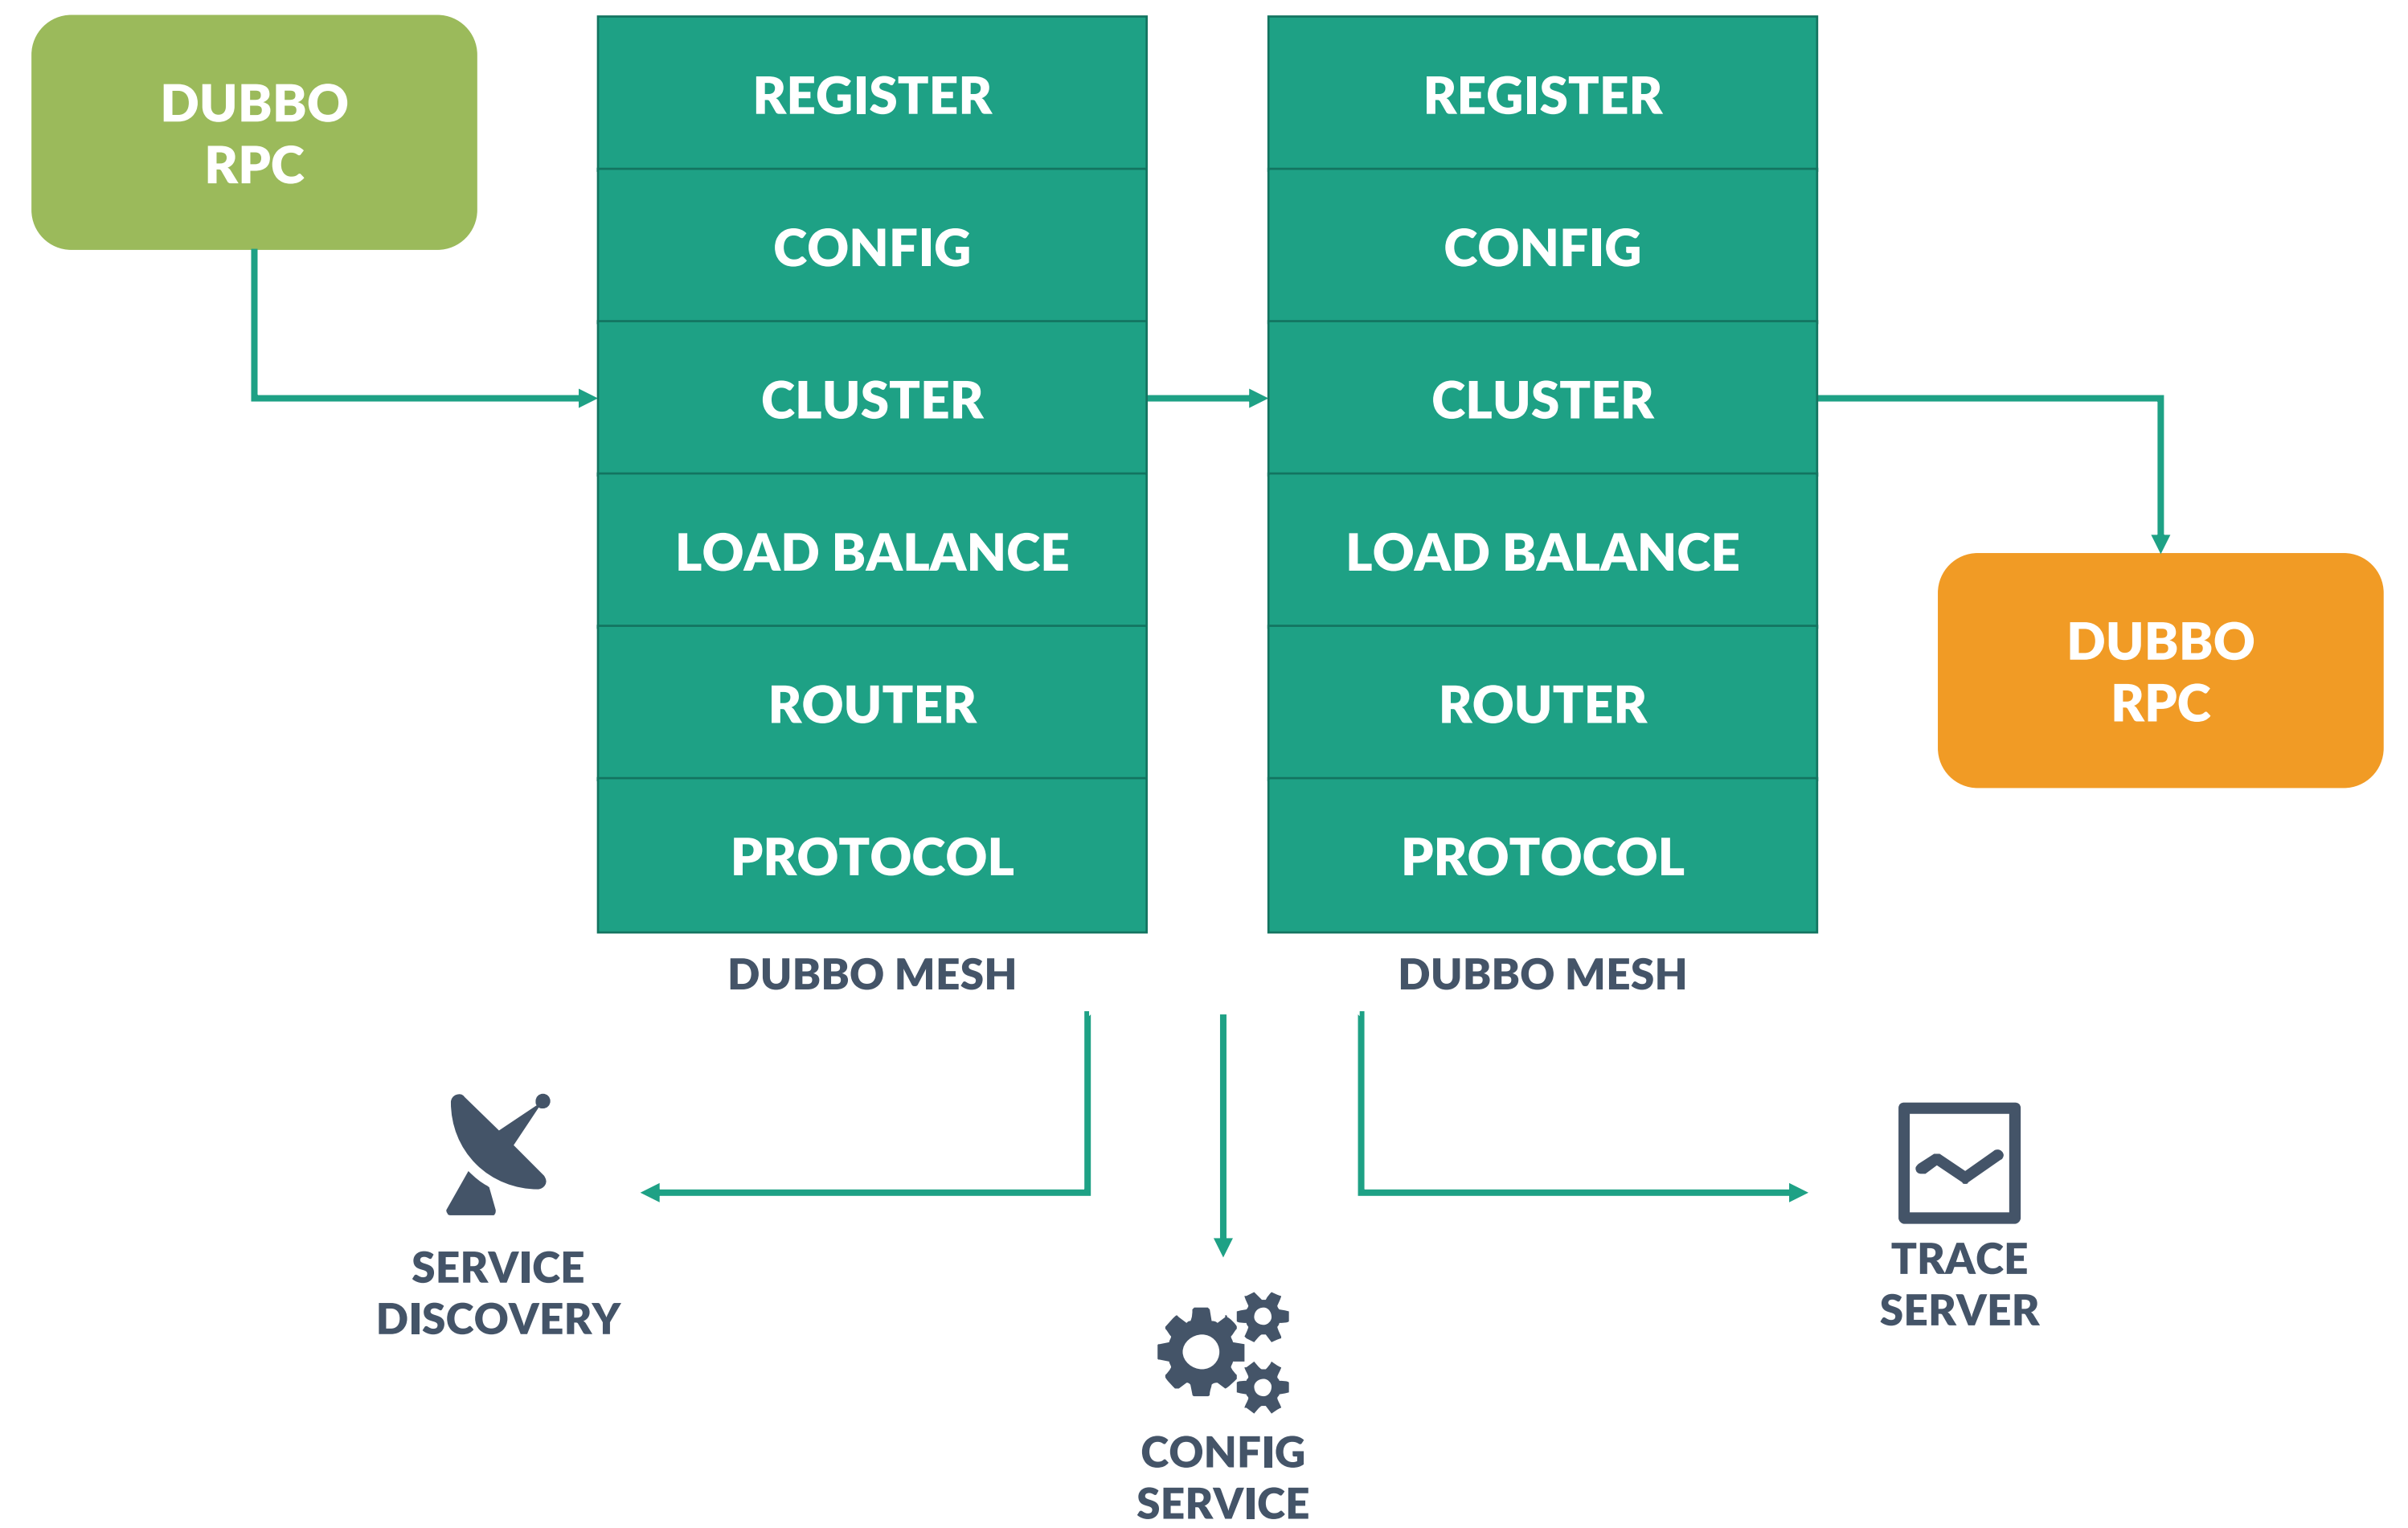 DUBBO
RPC
REGISTER
CONFIG
CLUSTER
LOAD BALANCE
ROUTER
PROTOCOL
DUBBO MESH
REGISTER
CONFIG
CLUSTER
LOAD BALANCE
ROUTER
PROTOCOL
DUBBO MESH
DUBBO
RPC
SERVICE
DISCOVERY
CONFIG
SERVICE
TRACE
SERVER